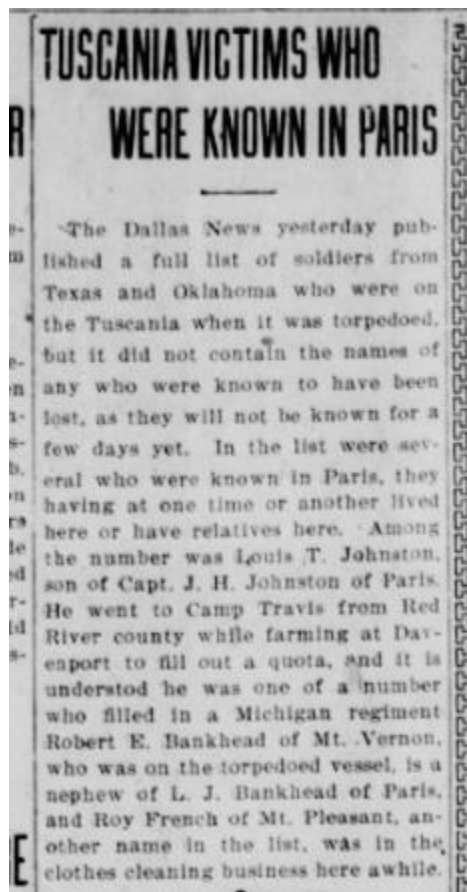 TUSCANIA VICTIMS WHO
WERE KNOWN IN PARIS
The Dallas News yesterday pub-
lished a full list of soldiers from
Texas and Oklahoma who were on
the Tuscania when it was torpedoed,
but it did not contain the names of
any who were known to have been
lost, as they will not be known for a
few days yet. In the list were sev-
eral who were known in Paris, they
having at one time or another lived
here or have relatives here. Among
the number was Louis T. Johnston,
son of Capt. J. H. Johnston of Paris.
He went to Camp Travis from Red
River county while farming at Dav-
enport to fill out a quota, and it is
understod he was one of a number
who filled in a Michigan regiment
Robert E. Bankhead of Mt. Vernon,
who was on the torpedoed vessel, is a
nephew of L. J. Bankhead of Paris,
and Roy French of Mt. Pleasant, an-
other name in the list, was in the
clothes cleaning business here awhile.